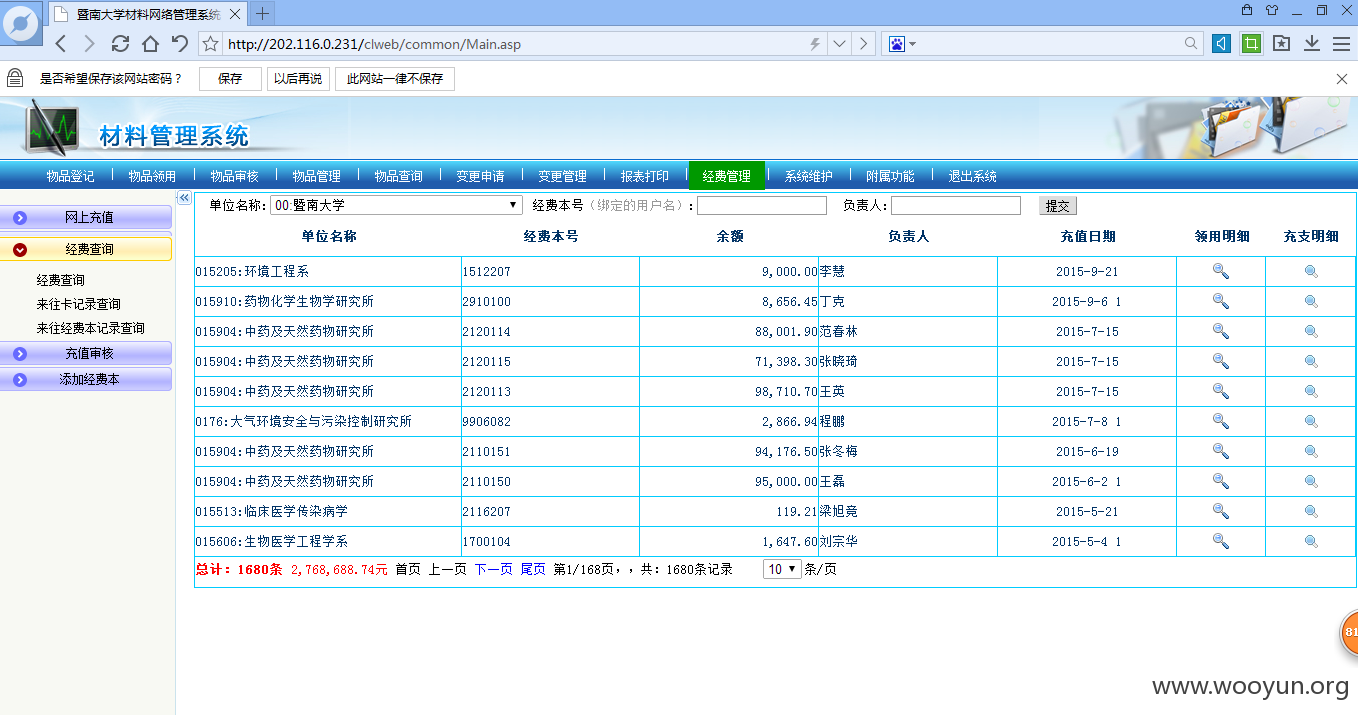 暨南大学材料网络管理系统
http://202.116.0.231/clweb/common/Main.asp
是否希望保存该网站密码？ 保存 以后再说 此网站一律不保存
材料管理系统
物品登记 物品领用 物品审核 物品管理 物品查询 变更申请 变更管理 报表打印 经费管理 系统维护 附属功能 退出系统
网上充值
经费查询
经费查询
来往卡记录查询
来往经费本记录查询
充值审核
添加经费本
单位名称: 00:暨南大学 经费本号（绑定的用户名）: 负责人: 提交
单位名称 经费本号 余额 负责人 充值日期 领用明细 充支明细
015205:环境工程系 1512207 9,000.00 李慧 2015-9-21
015910:药物化学生物学研究所 2910100 8,656.45 丁克 2015-9-6 1
015904:中药及天然药物研究所 2120114 88,001.90 范春林 2015-7-15
015904:中药及天然药物研究所 2120115 71,398.30 张晓琦 2015-7-15
015904:中药及天然药物研究所 2120113 98,710.70 王英 2015-7-15
0176:大气环境安全与污染控制研究所 9906082 2,866.94 程鹏 2015-7-8 1
015904:中药及天然药物研究所 2110151 94,176.50 张冬梅 2015-6-19
015904:中药及天然药物研究所 2110150 95,000.00 王磊 2015-6-2 1
015513:临床医学传染病学 2116207 119.21 梁旭竞 2015-5-21
015606:生物医学工程学系 1700104 1,647.60 刘宗华 2015-5-4 1
总计: 1680条 2,768,688.74元 首页 上一页 下一页 尾页 第1/168页，，共: 1680条记录 10 条/页
81
www.wooyun.org